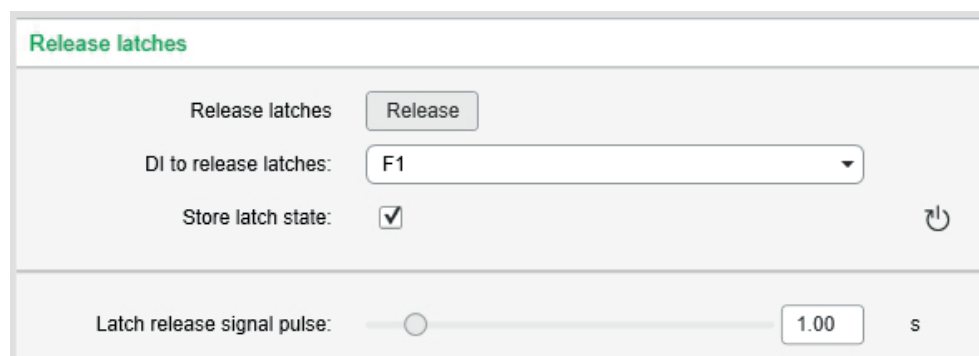 Release latches
Release latches Release
DI to release latches: F1
Store latch state:
Latch release signal pulse: 1.00 s